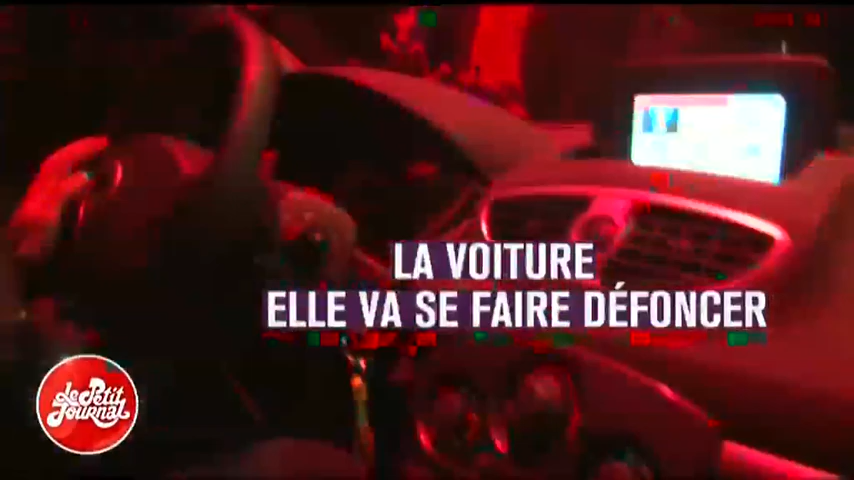 LA VOITURE
ELLE VA SE FAIRE DÉFONCER
Le Petit
Journal